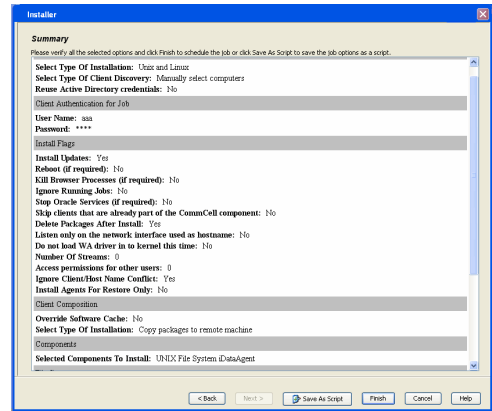 Installer
Summary
Please verify all the selected options and click Finish to schedule the job or click Save As Script to save the job options as a script.
Select Type Of Installation: Unix and Linux
Select Type Of Client Discovery: Manually select computers
Reuse Active Directory credentials: No
Client Authentication for Job
User Name: aaa
Password: ****
Install Flags
Install Updates: Yes
Reboot (if required): No
Kill Browser Processes (if required): No
Ignore Running Jobs: No
Stop Oracle Services (if required): No
Skip clients that are already part of the CommCell component: No
Delete Packages After Install: Yes
Listen only on the network interface used as hostname: No
Do not load WA driver in to kernel this time: No
Number Of Streams: 0
Access permissions for other users: 0
Ignore Client/Host Name Conflict: Yes
Install Agents For Restore Only: No
Client Composition
Override Software Cache: No
Select Type Of Installation: Copy packages to remote machine
Components
Selected Components To Install: UNIX File System iDataAgent
< Back Next > Save As Script Finish Cancel Help